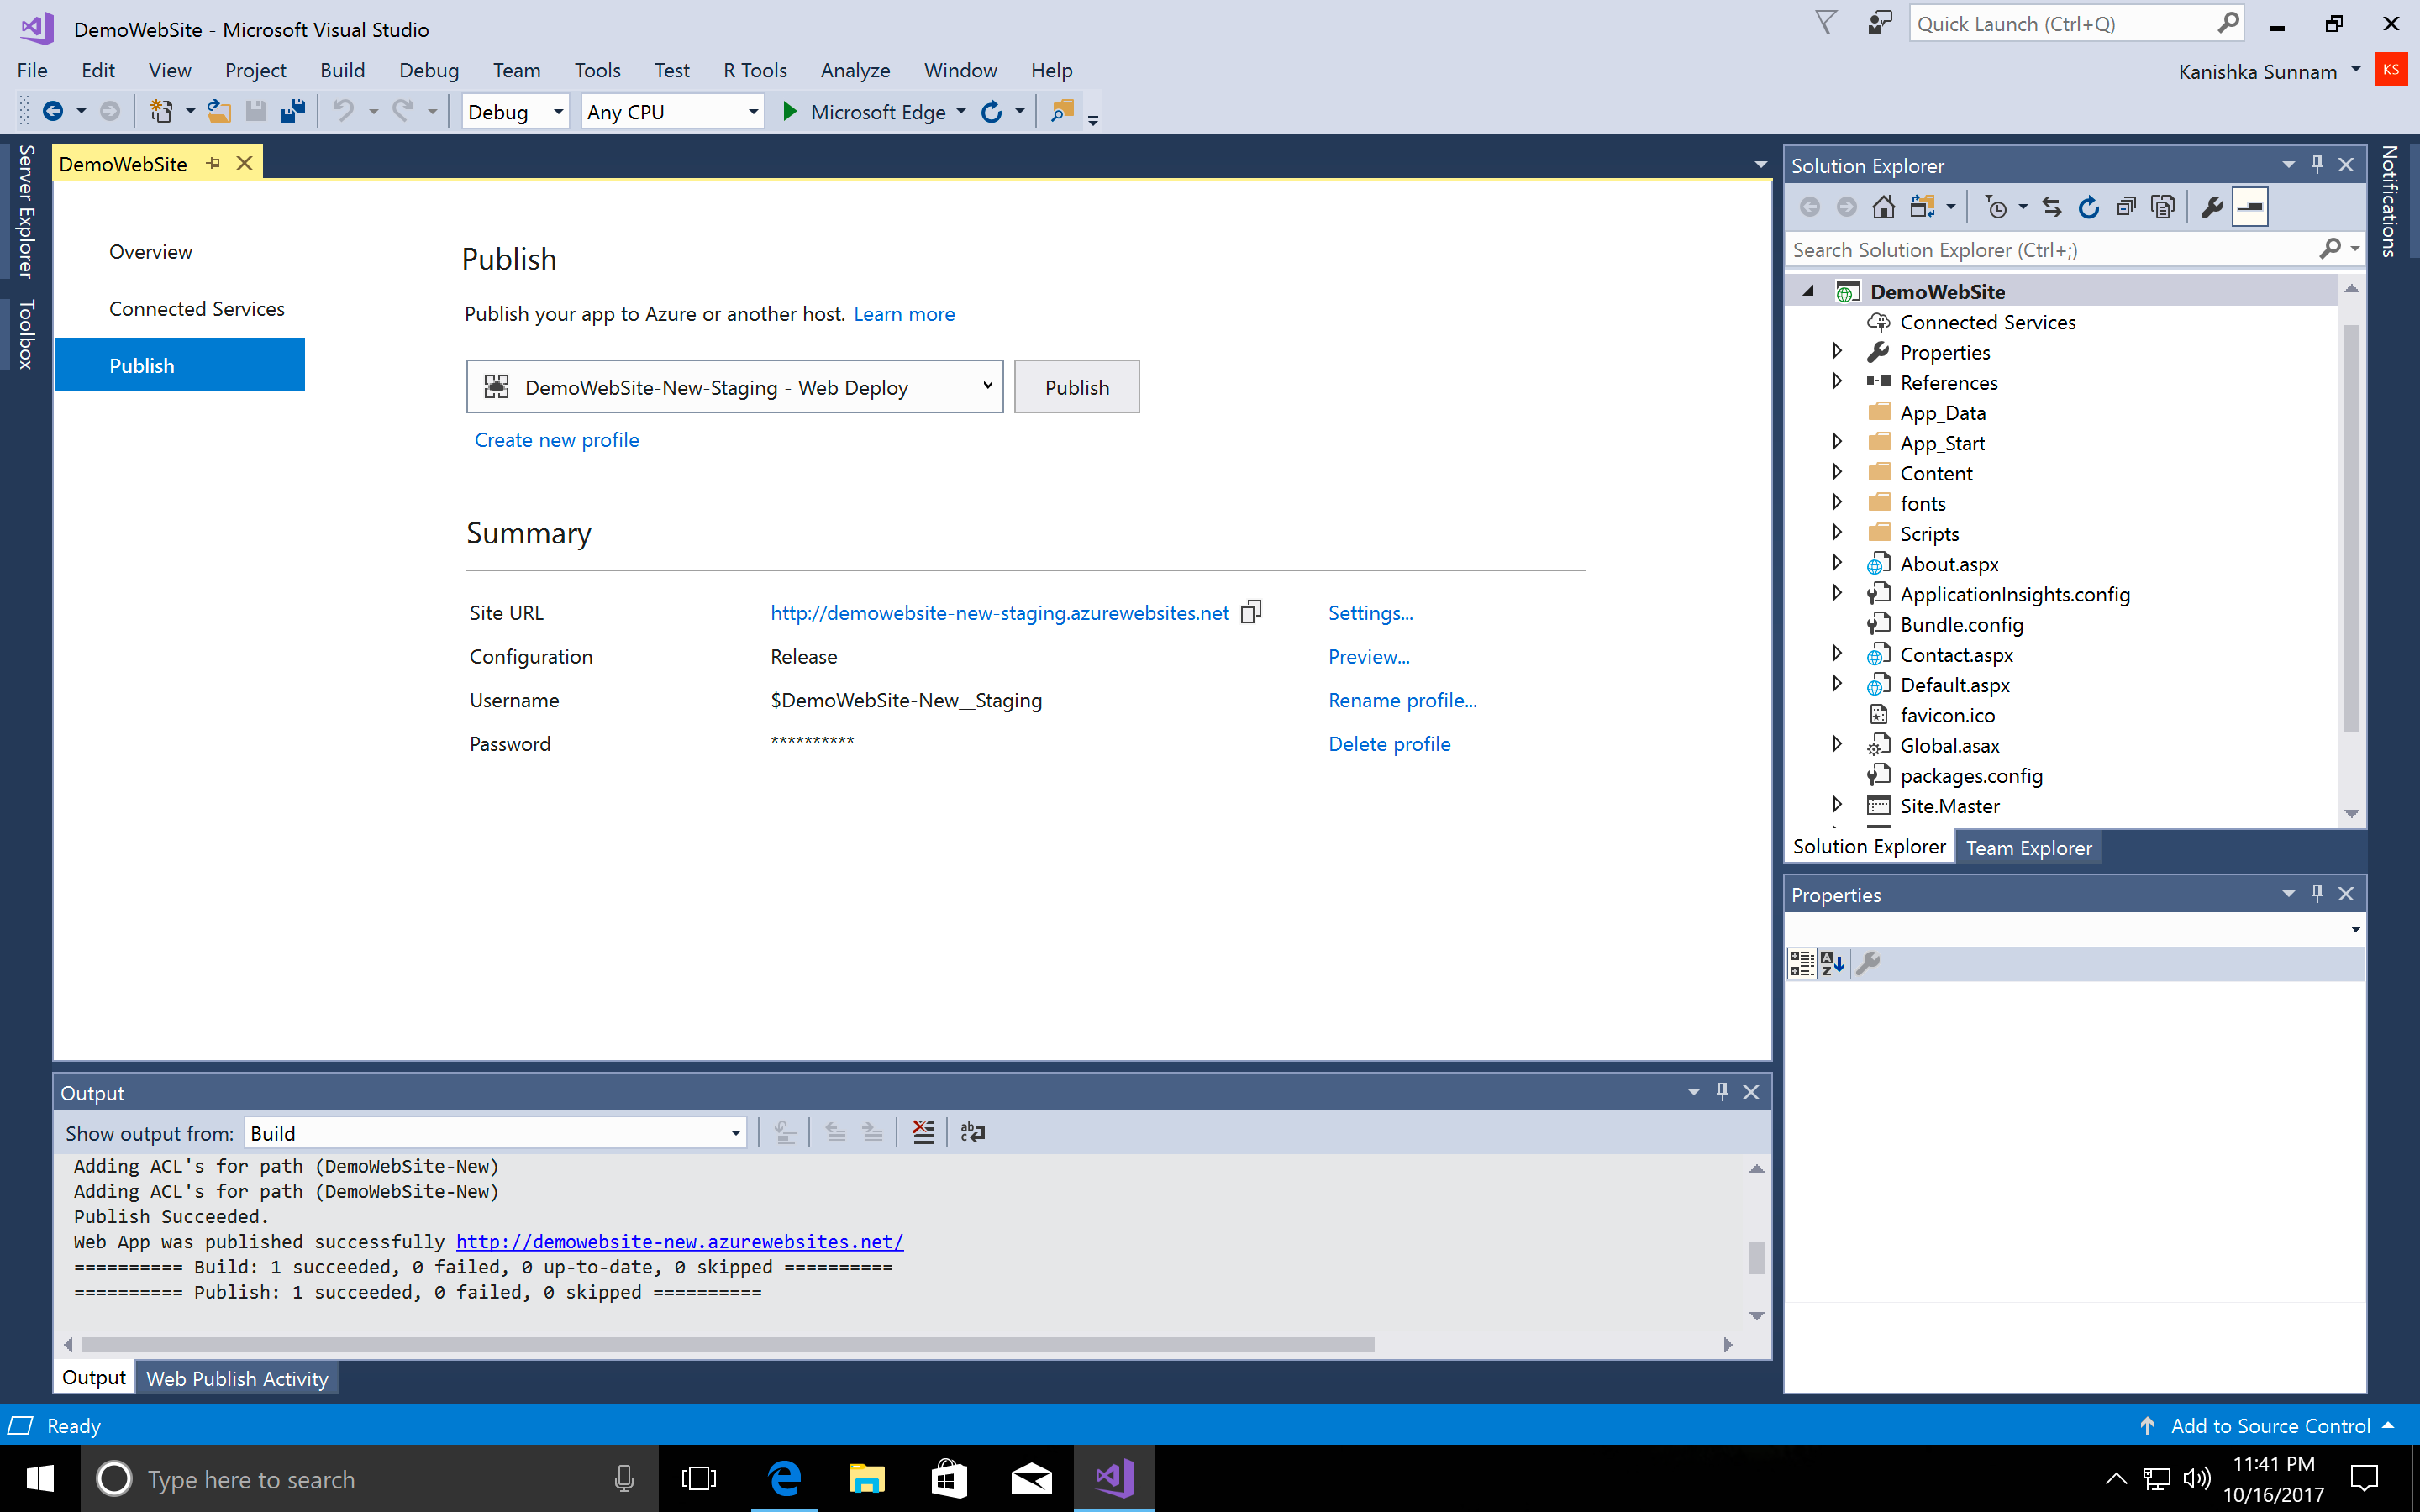 DemoWebSite - Microsoft Visual Studio
Quick Launch (Ctrl+Q)
File Edit View Project Build Debug Team Tools Test R Tools Analyze Window Help
Kanishka Sunnam KS
Debug Any CPU Microsoft Edge
Server Explorer
Toolbox
DemoWebSite
Overview
Connected Services
Publish
Publish
Publish your app to Azure or another host. Learn more
DemoWebSite-New-Staging - Web Deploy Publish
Create new profile
Summary
Site URL http://demowebsite-new-staging.azurewebsites.net Settings...
Configuration Release Preview...
Username $DemoWebSite-New__Staging Rename profile...
Password ********** Delete profile
Solution Explorer
Search Solution Explorer (Ctrl+;)
DemoWebSite
Connected Services
Properties
References
App_Data
App_Start
Content
fonts
Scripts
About.aspx
ApplicationInsights.config
Bundle.config
Contact.aspx
Default.aspx
favicon.ico
Global.asax
packages.config
Site.Master
Solution Explorer Team Explorer
Properties
Notifications
Output
Show output from: Build
Adding ACL's for path (DemoWebSite-New)
Adding ACL's for path (DemoWebSite-New)
Publish Succeeded.
Web App was published successfully http://demowebsite-new.azurewebsites.net/
========== Build: 1 succeeded, 0 failed, 0 up-to-date, 0 skipped ==========
========== Publish: 1 succeeded, 0 failed, 0 skipped ==========
Output Web Publish Activity
Ready
Add to Source Control
Type here to search
11:41 PM
10/16/2017